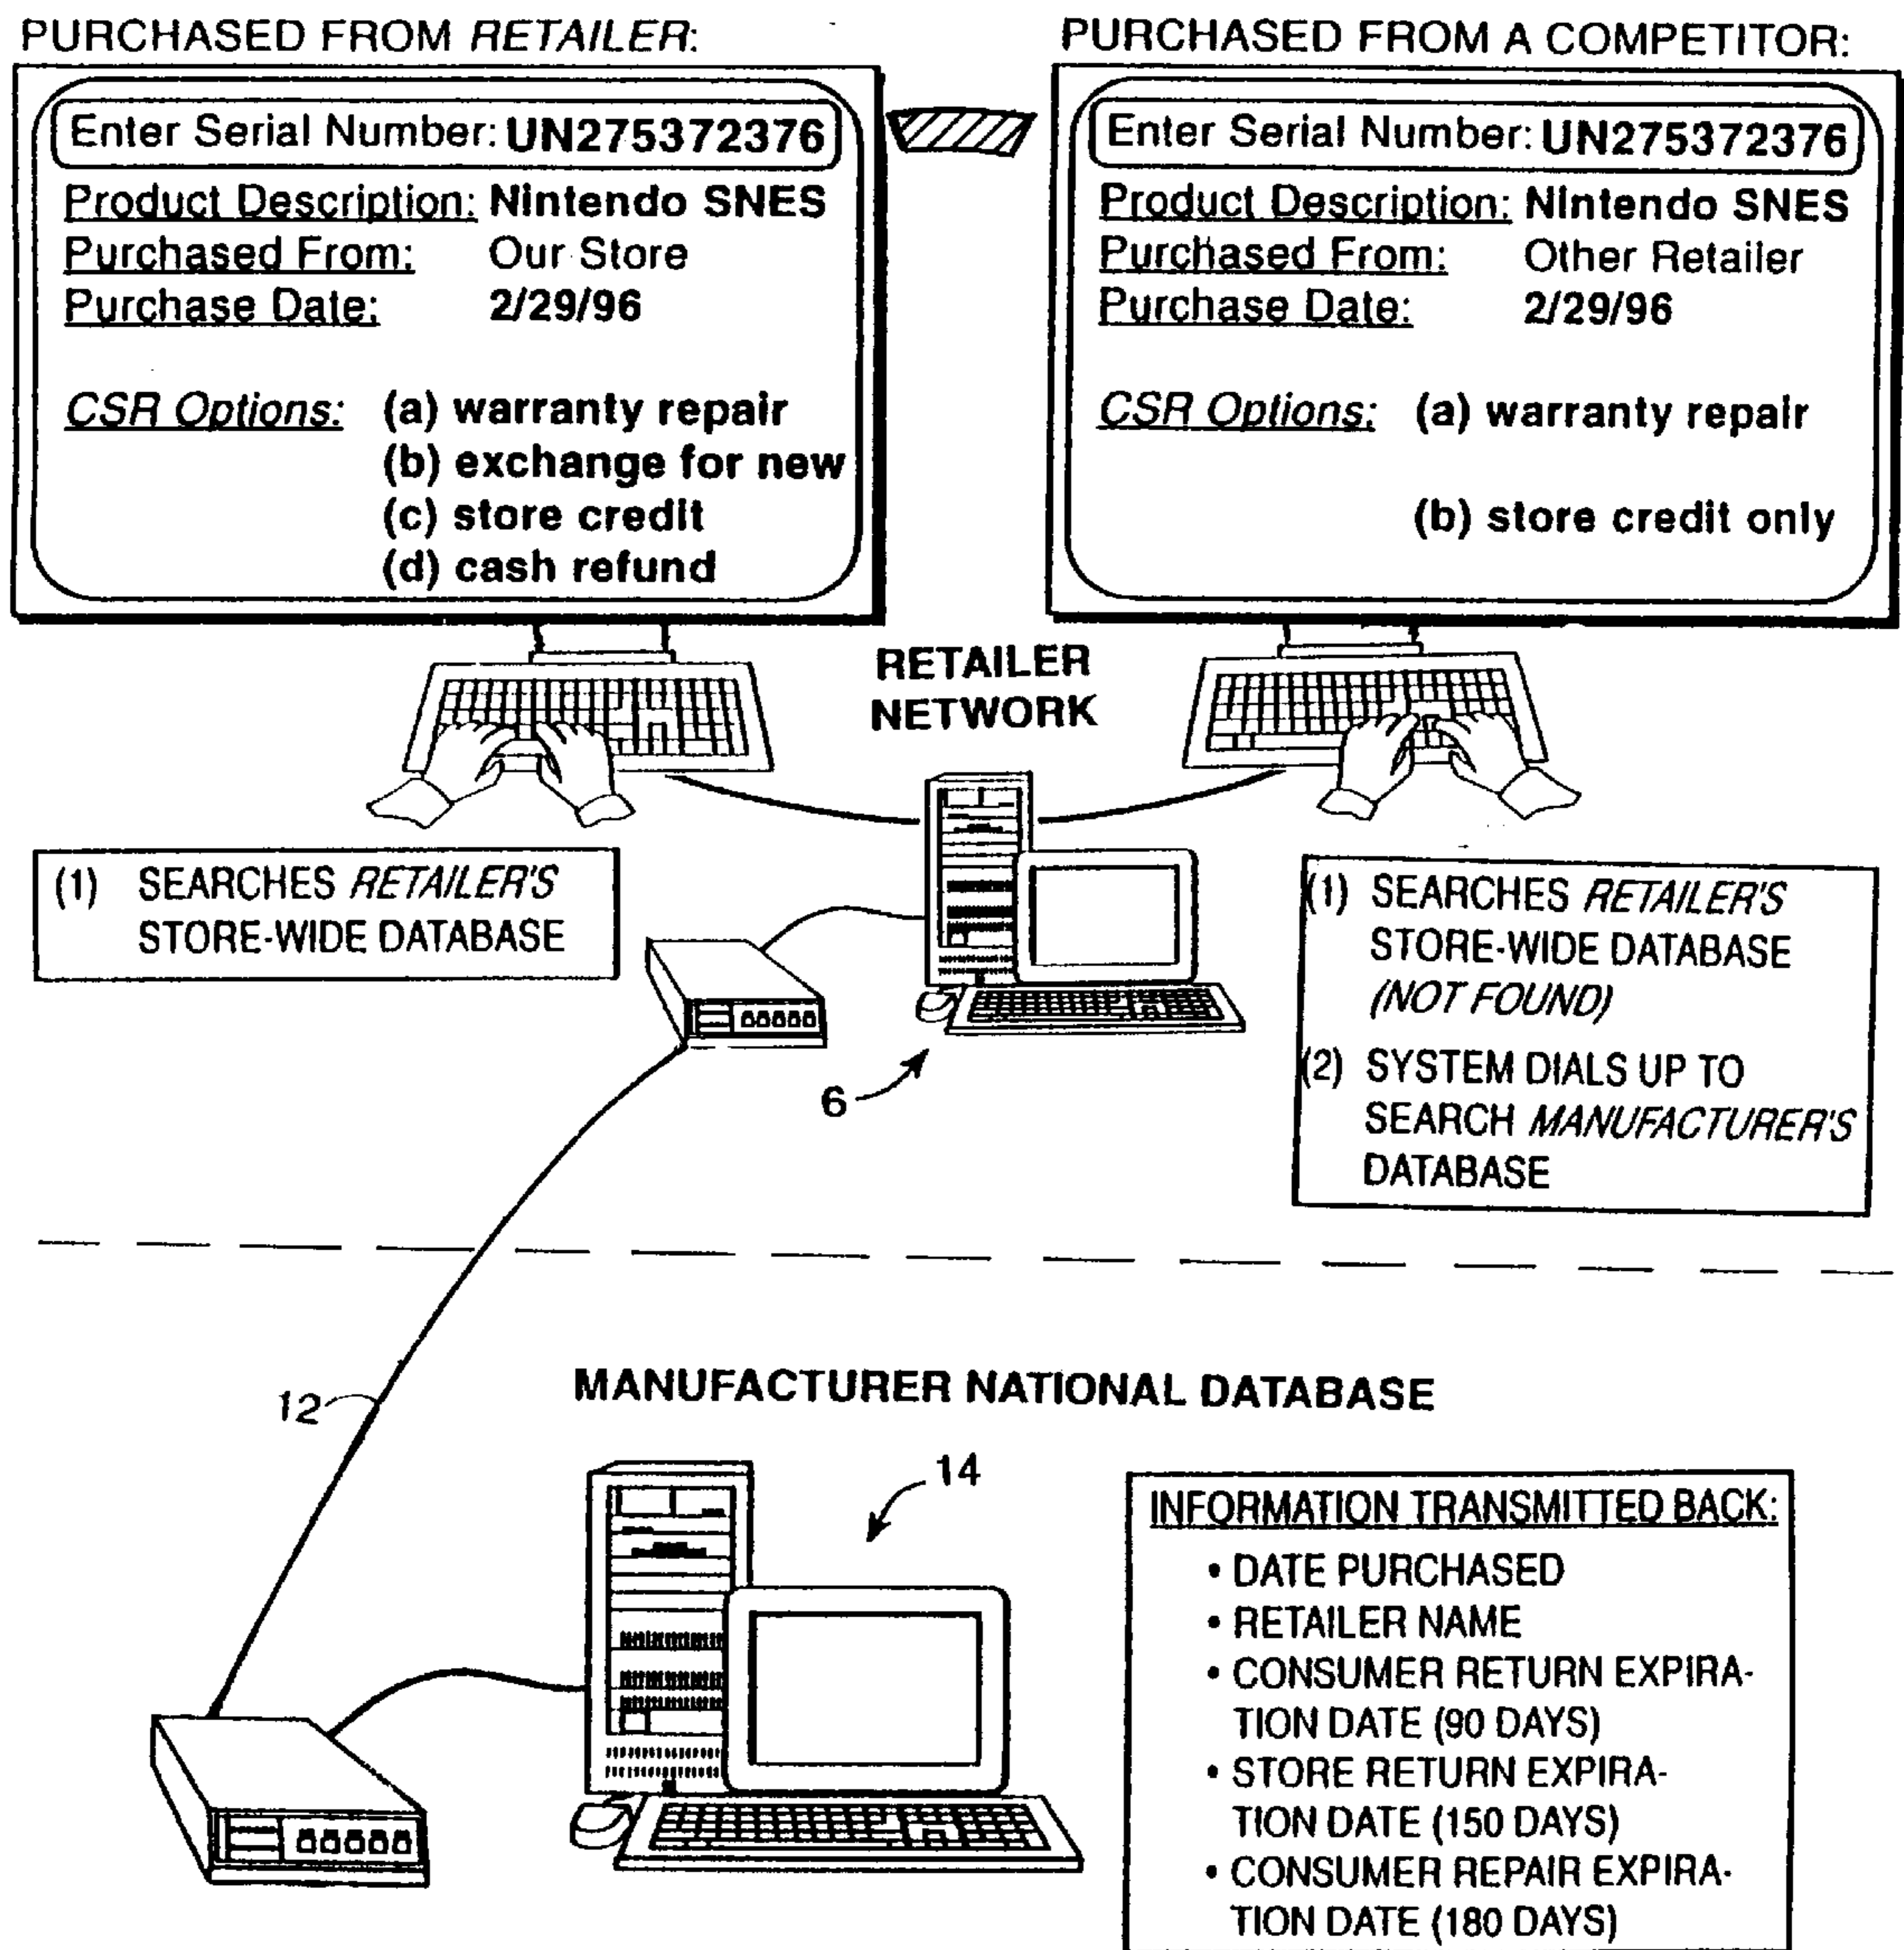 PURCHASED FROM RETAILER:
Enter Serial Number: UN275372376
Product Description: Nintendo SNES
Purchased From: Our Store
Purchase Date: 2/29/96
CSR Options: (a) warranty repair
(b) exchange for new
(c) store credit
(d) cash refund
PURCHASED FROM A COMPETITOR:
Enter Serial Number: UN275372376
Product Description: Nintendo SNES
Purchased From: Other Retailer
Purchase Date: 2/29/96
CSR Options: (a) warranty repair
(b) store credit only
RETAILER
NETWORK
(1) SEARCHES RETAILER'S
STORE-WIDE DATABASE
(1) SEARCHES RETAILER'S
STORE-WIDE DATABASE
(NOT FOUND)
(2) SYSTEM DIALS UP TO
SEARCH MANUFACTURER'S
DATABASE
6
12
MANUFACTURER NATIONAL DATABASE
14
INFORMATION TRANSMITTED BACK:
• DATE PURCHASED
• RETAILER NAME
• CONSUMER RETURN EXPIRA-
TION DATE (90 DAYS)
• STORE RETURN EXPIRA-
TION DATE (150 DAYS)
• CONSUMER REPAIR EXPIRA-
TION DATE (180 DAYS)